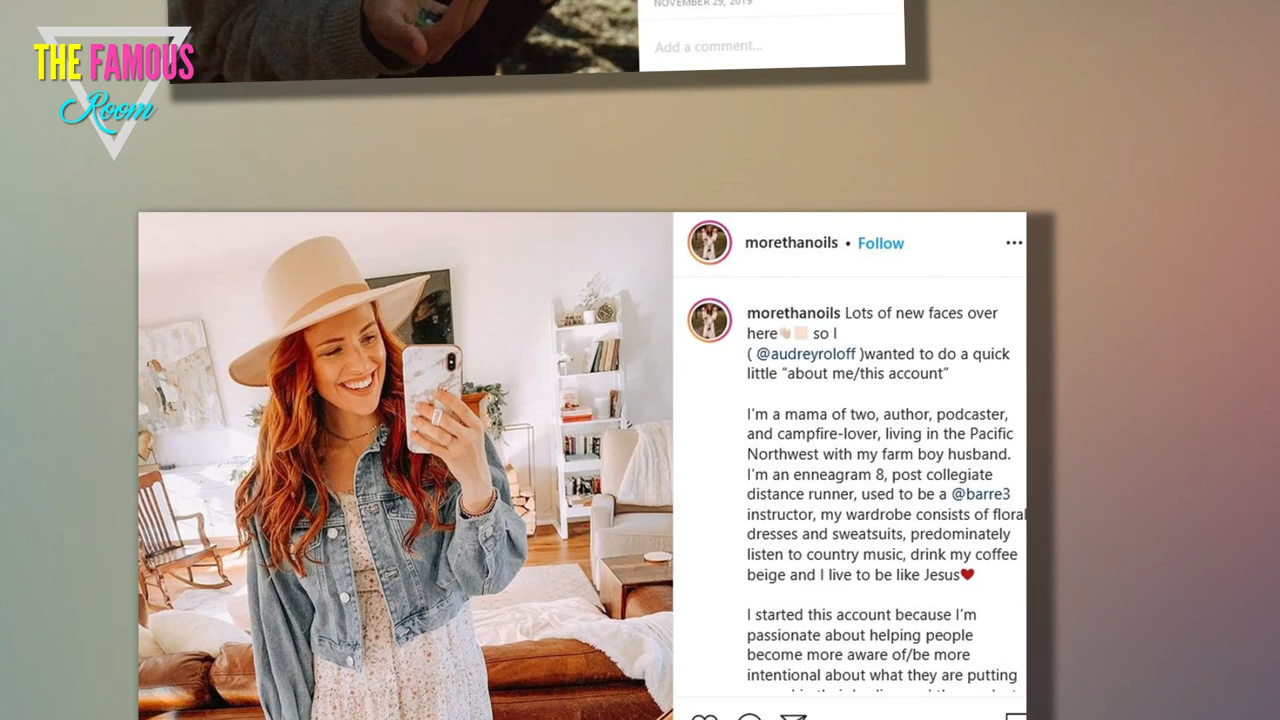 NOVEMBER 29, 2019
Add a comment...
THE FAMOUS
Room
morethanoils • Follow
morethanoils Lots of new faces over
here👋🏻 so I
( @audreyroloff )wanted to do a quick
little “about me/this account”
I’m a mama of two, author, podcaster,
and campfire-lover, living in the Pacific
Northwest with my farm boy husband.
I’m an enneagram 8, post collegiate
distance runner, used to be a @barre3
instructor, my wardrobe consists of floral
dresses and sweatsuits, predominately
listen to country music, drink my coffee
beige and I live to be like Jesus❤
I started this account because I’m
passionate about helping people
become more aware of/be more
intentional about what they are putting